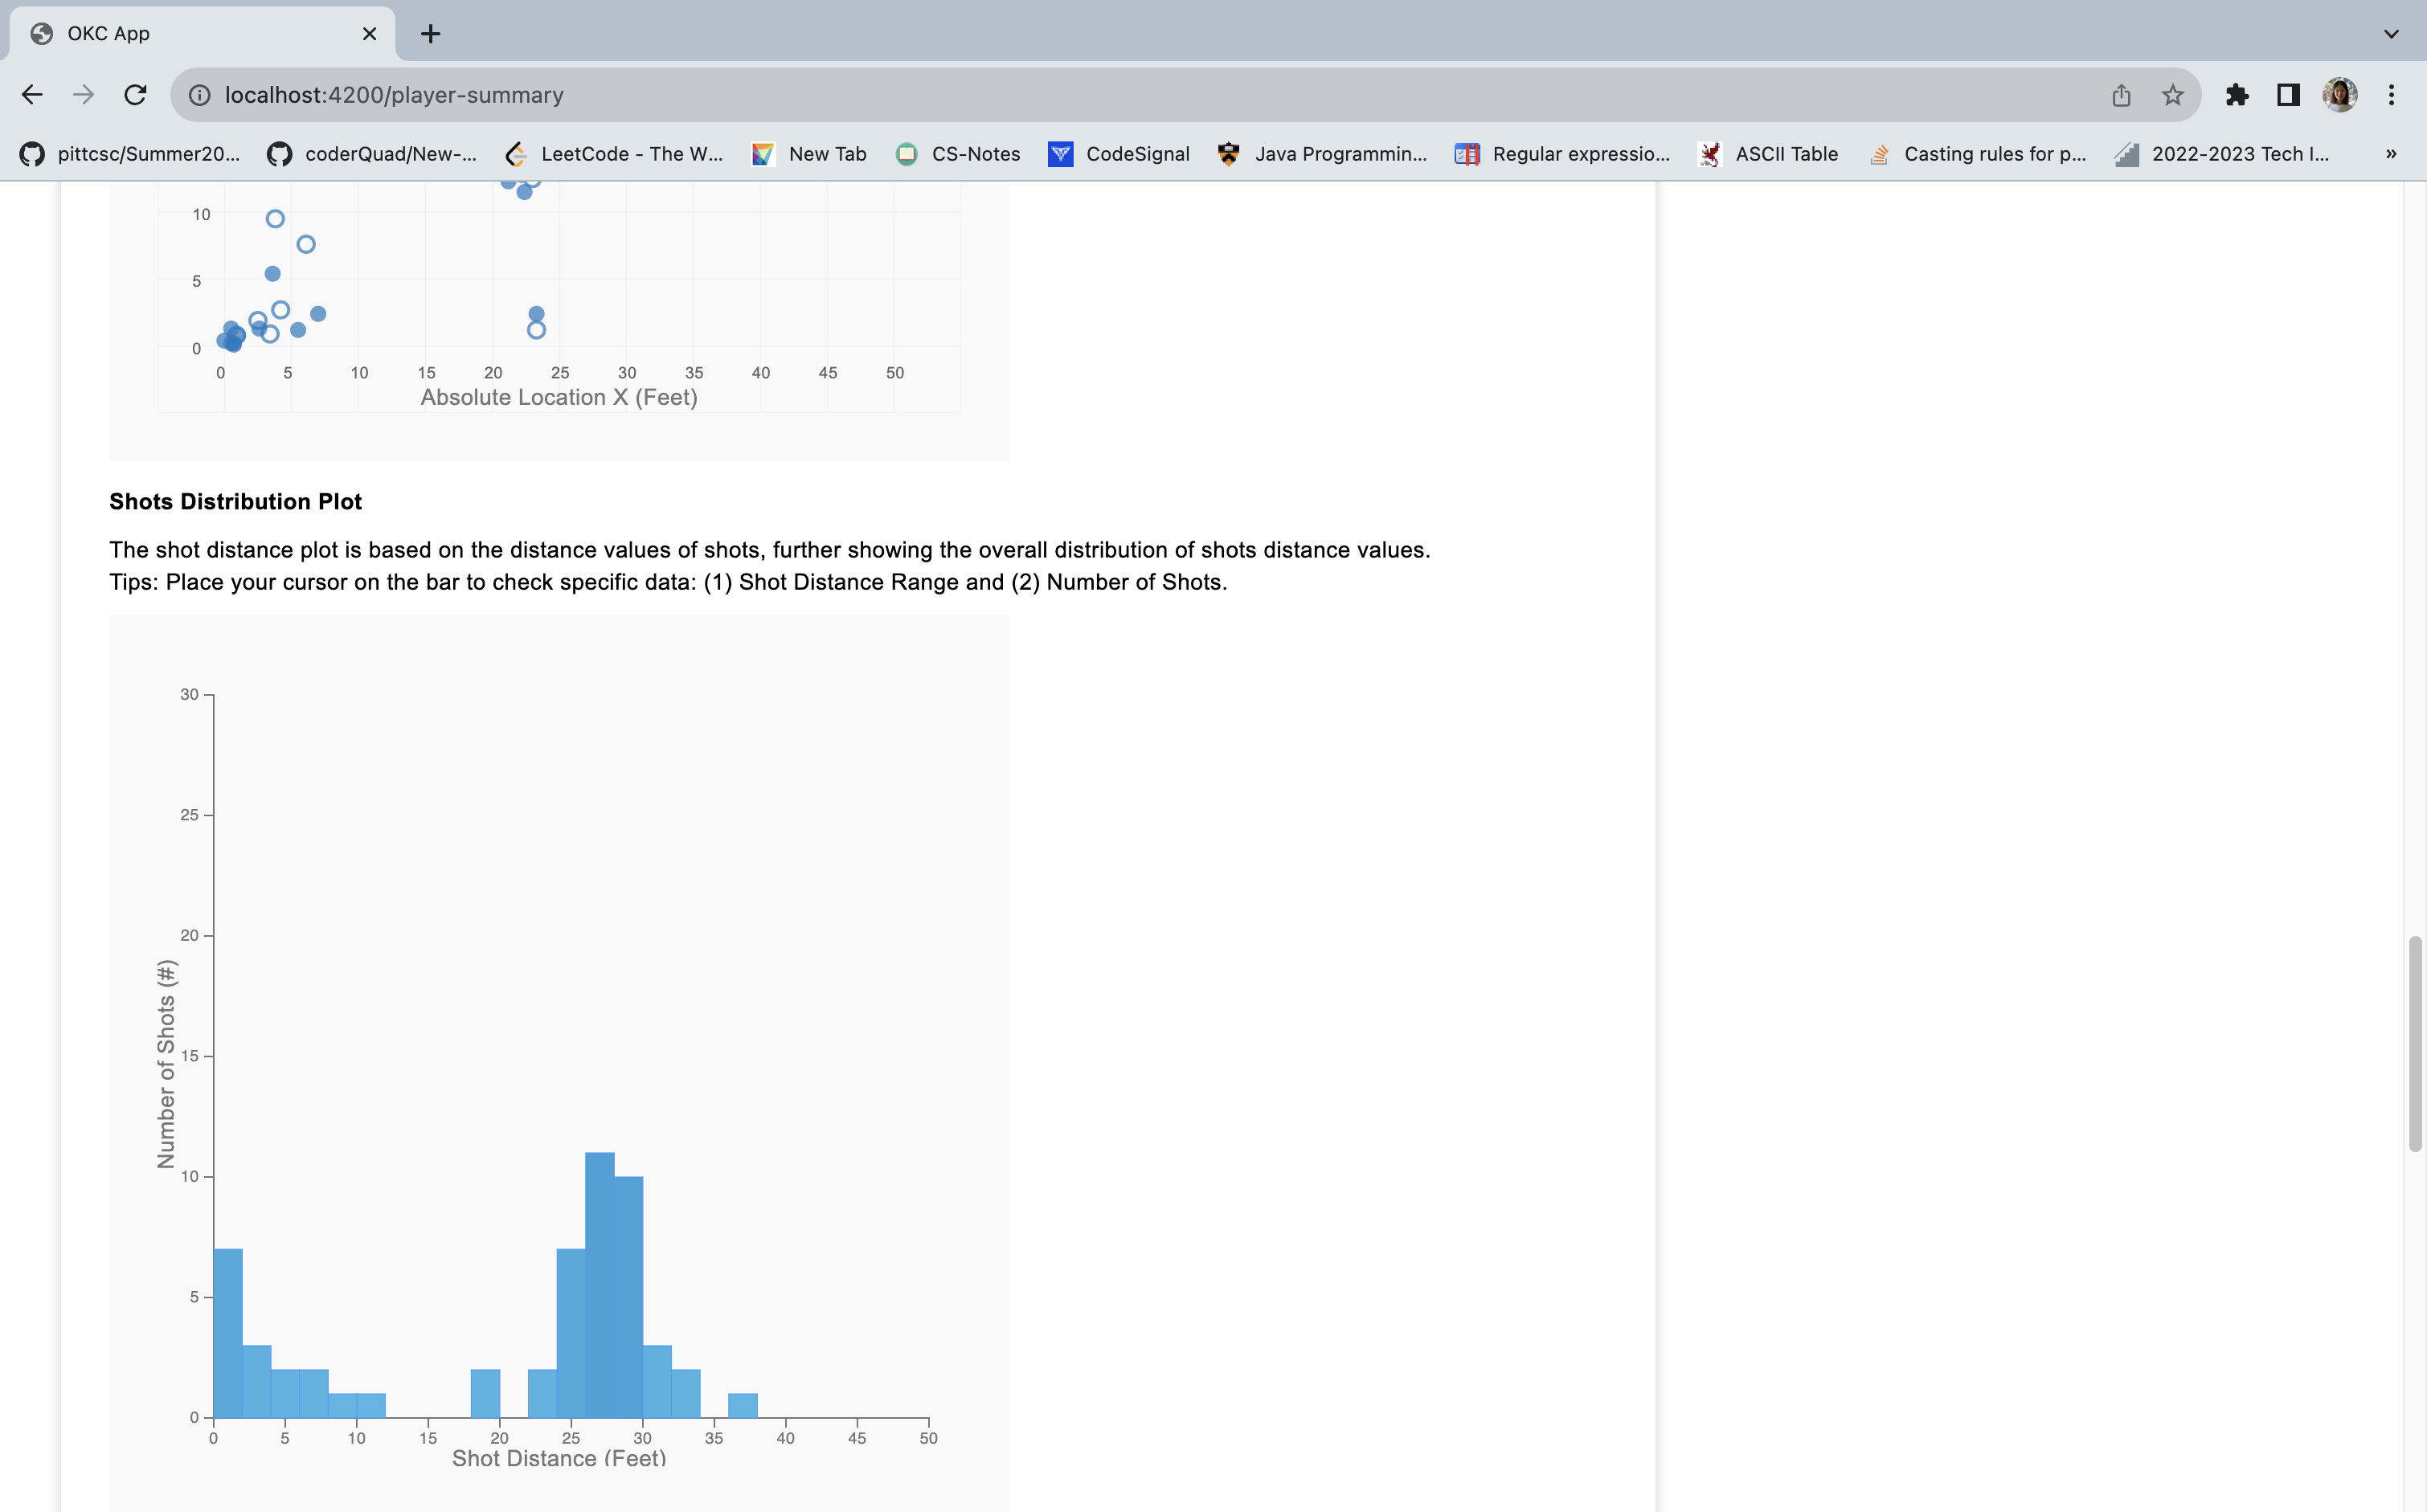 OKC App
localhost:4200/player-summary
pittcsc/Summer20... coderQuad/New-... LeetCode - The W... New Tab CS-Notes CodeSignal Java Programmin... Regular expressio... ASCII Table Casting rules for p... 2022-2023 Tech I... »
10
5
0
0 5 10 15 20 25 30 35 40 45 50
Absolute Location X (Feet)
Shots Distribution Plot
The shot distance plot is based on the distance values of shots, further showing the overall distribution of shots distance values.
Tips: Place your cursor on the bar to check specific data: (1) Shot Distance Range and (2) Number of Shots.
30
25
20
15
10
5
0
Number of Shots (#)
0 5 10 15 20 25 30 35 40 45 50
Shot Distance (Feet)